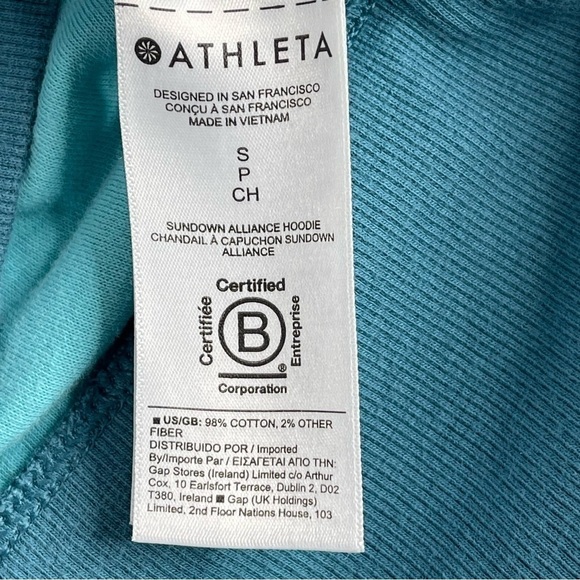 ATHLETA
DESIGNED IN SAN FRANCISCO
CONÇU À SAN FRANCISCO
MADE IN VIETNAM
S
P
CH
SUNDOWN ALLIANCE HOODIE
CHANDAIL À CAPUCHON SUNDOWN
ALLIANCE
Certified
Certifiée
B
Entreprise
®
Corporation
US/GB: 98% COTTON, 2% OTHER
FIBER
DISTRIBUIDO POR / Imported
By/Importe Par / ΕΙΣΑΓΕΤΑΙ ΑΠΟ ΤΗΝ:
Gap Stores (Ireland) Limited c/o Arthur
Cox, 10 Earlsfort Terrace, Dublin 2, D02
T380, Ireland ■ Gap (UK Holdings)
Limited, 2nd Floor Nations House, 103